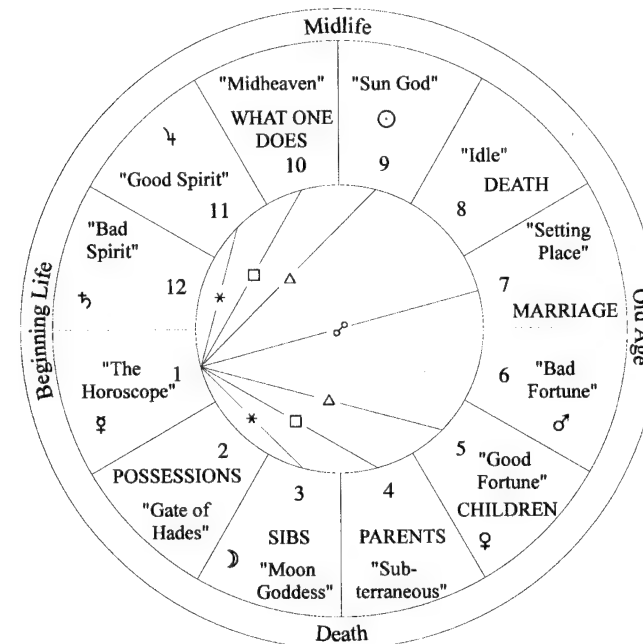 Midlife
"Midheaven"
WHAT ONE
DOES
10
"Sun God"
☉
9
"Idle"
DEATH
8
"Setting
Place"
7
MARRIAGE
Old Age
6
"Bad
Fortune"
♂
5
"Good
Fortune"
CHILDREN
♀
4
PARENTS
"Sub-
terraneous"
3
SIBS
☽
"Moon
Goddess"
2
POSSESSIONS
"Gate of
Hades"
1
"The
Horoscope"
☿
Beginning Life
12
"Bad
Spirit"
♄
♃
"Good Spirit"
11
Death